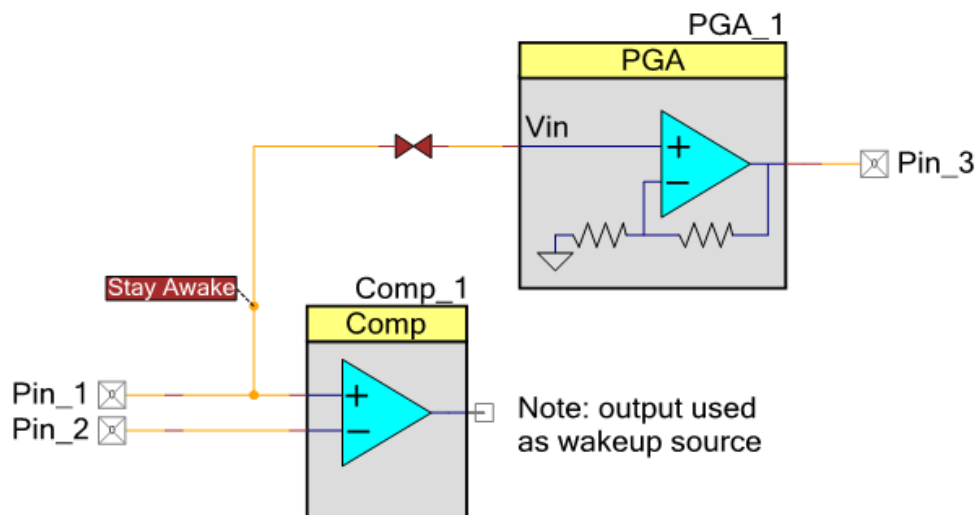 PGA_1
PGA
Vin
Pin_3
Stay Awake
Comp_1
Comp
Pin_1
Pin_2
Note: output used
as wakeup source